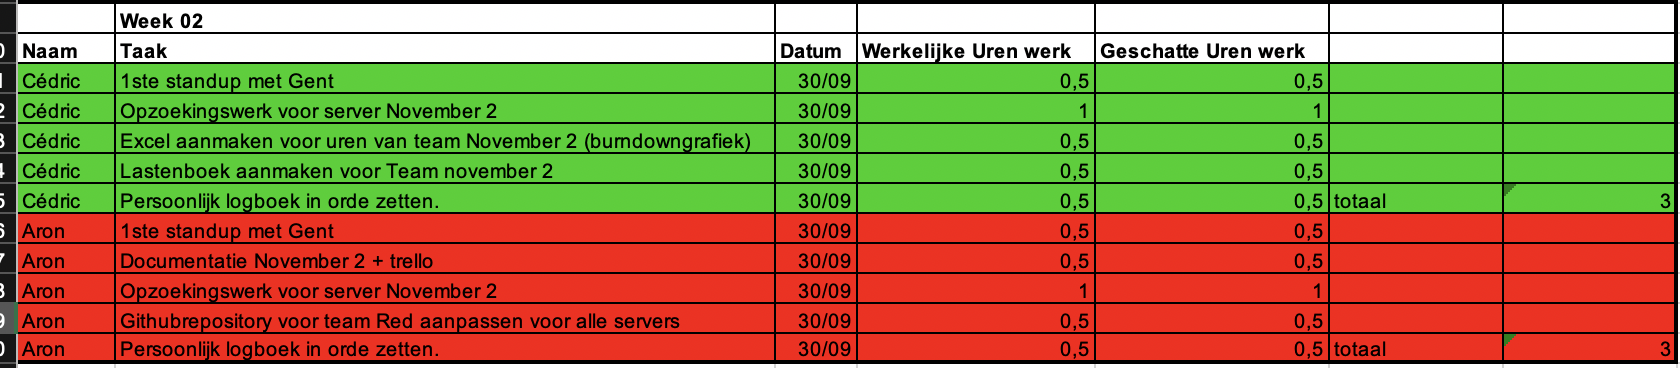 Week 02
Naam Taak Datum Werkelijke Uren werk Geschatte Uren werk
Cédric 1ste standup met Gent 30/09 0,5 0,5
Cédric Opzoekingswerk voor server November 2 30/09 1 1
Cédric Excel aanmaken voor uren van team November 2 (burndowngrafiek) 30/09 0,5 0,5
Cédric Lastenboek aanmaken voor Team november 2 30/09 0,5 0,5
Cédric Persoonlijk logboek in orde zetten. 30/09 0,5 0,5 totaal 3
Aron 1ste standup met Gent 30/09 0,5 0,5
Aron Documentatie November 2 + trello 30/09 0,5 0,5
Aron Opzoekingswerk voor server November 2 30/09 1 1
Aron Githubrepository voor team Red aanpassen voor alle servers 30/09 0,5 0,5
Aron Persoonlijk logboek in orde zetten. 30/09 0,5 0,5 totaal 3